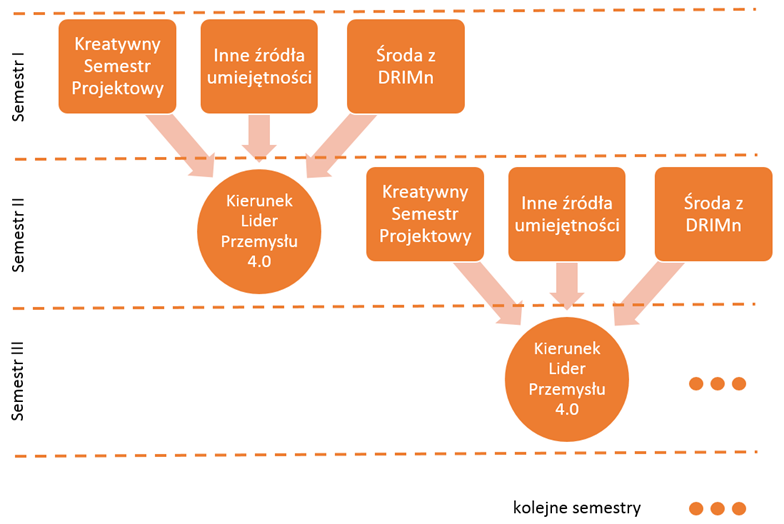 Semestr I
Kreatywny
Semestr
Projektowy
Inne źródła
umiejętności
Środa z
DRIMn
Semestr II
Kierunek
Lider
Przemysłu
4.0
Kreatywny
Semestr
Projektowy
Inne źródła
umiejętności
Środa z
DRIMn
Semestr III
Kierunek
Lider
Przemysłu
4.0
kolejne semestry